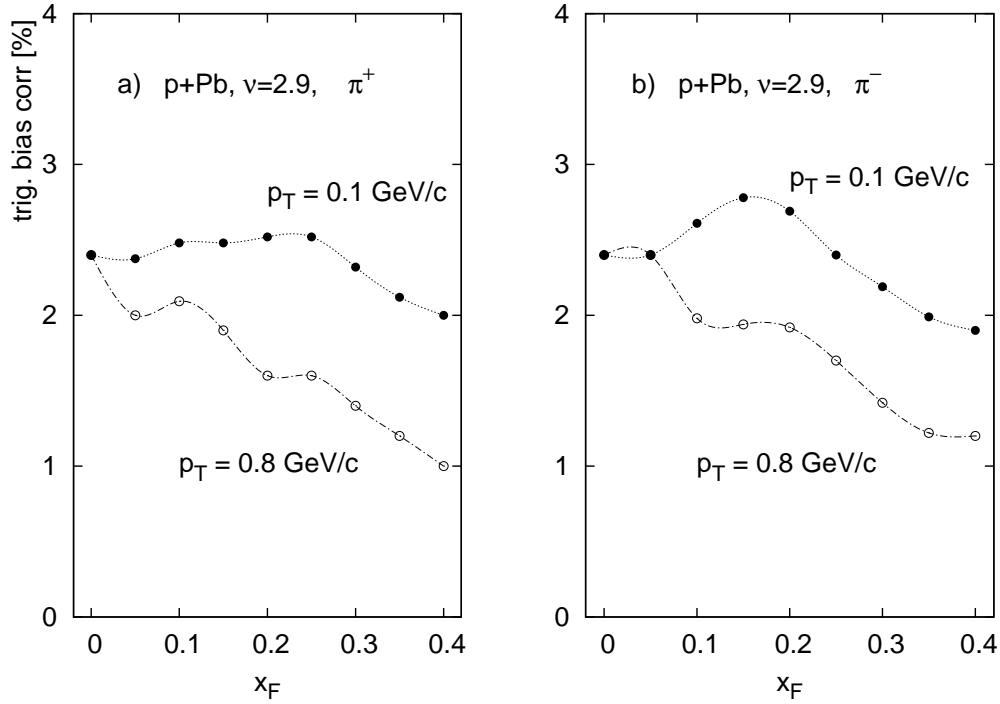 trig. bias corr [%]
4
3
2
1
0
a) p+Pb, ν=2.9, π⁺
p_T = 0.1 GeV/c
p_T = 0.8 GeV/c
0 0.1 0.2 0.3 0.4
x_F
4
3
2
1
0
b) p+Pb, ν=2.9, π⁻
p_T = 0.1 GeV/c
p_T = 0.8 GeV/c
0 0.1 0.2 0.3 0.4
x_F